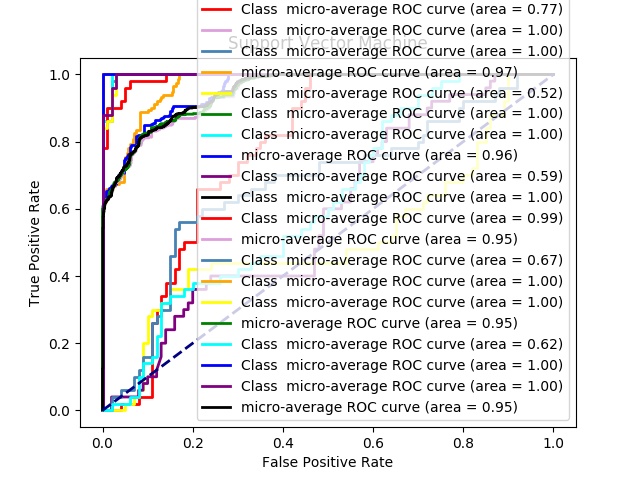 Support Vector Machine
Class  micro-average ROC curve (area = 0.77)
Class  micro-average ROC curve (area = 1.00)
Class  micro-average ROC curve (area = 1.00)
micro-average ROC curve (area = 0.97)
Class  micro-average ROC curve (area = 0.52)
Class  micro-average ROC curve (area = 1.00)
Class  micro-average ROC curve (area = 1.00)
micro-average ROC curve (area = 0.96)
Class  micro-average ROC curve (area = 0.59)
Class  micro-average ROC curve (area = 1.00)
Class  micro-average ROC curve (area = 0.99)
micro-average ROC curve (area = 0.95)
Class  micro-average ROC curve (area = 0.67)
Class  micro-average ROC curve (area = 1.00)
Class  micro-average ROC curve (area = 1.00)
micro-average ROC curve (area = 0.95)
Class  micro-average ROC curve (area = 0.62)
Class  micro-average ROC curve (area = 1.00)
Class  micro-average ROC curve (area = 1.00)
micro-average ROC curve (area = 0.95)
True Positive Rate
1.0
0.8
0.6
0.4
0.2
0.0
0.0 0.2 0.4 0.6 0.8 1.0
False Positive Rate